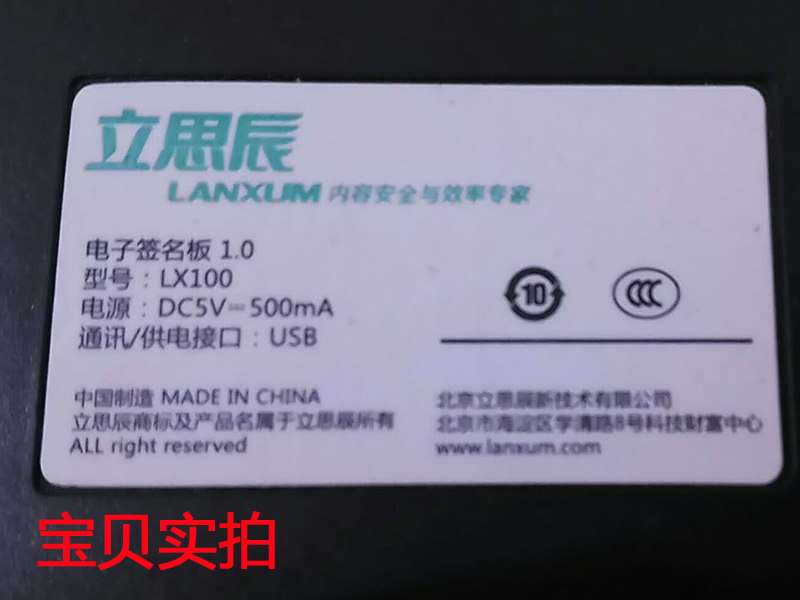 立思辰
LANXUM 内容安全与效率专家
电子签名板 1.0
型号：LX100
电源：DC5V⎓500mA
通讯/供电接口：USB
10
CCC
中国制造 MADE IN CHINA
立思辰商标及产品名属于立思辰所有
ALL right reserved
北京立思辰新技术有限公司
北京市海淀区学清路8号科技财富中心
www.lanxum.com
宝贝实拍